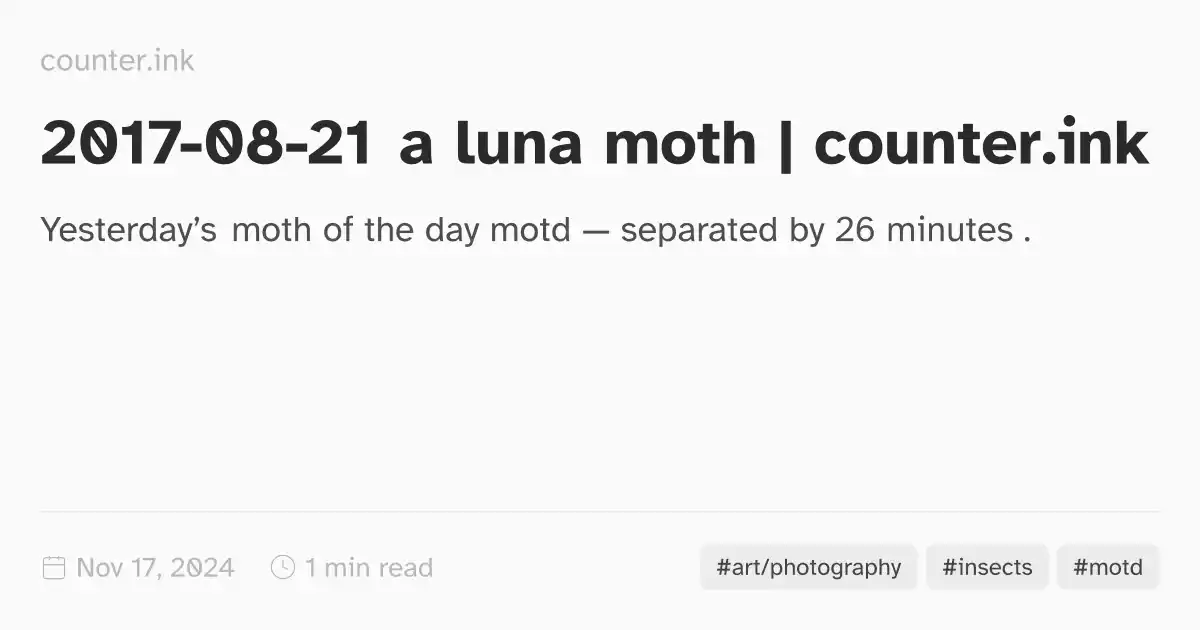 counter.ink
2017-08-21 a luna moth | counter.ink
Yesterday’s moth of the day motd — separated by 26 minutes .
Nov 17, 2024 1 min read #art/photography #insects #motd